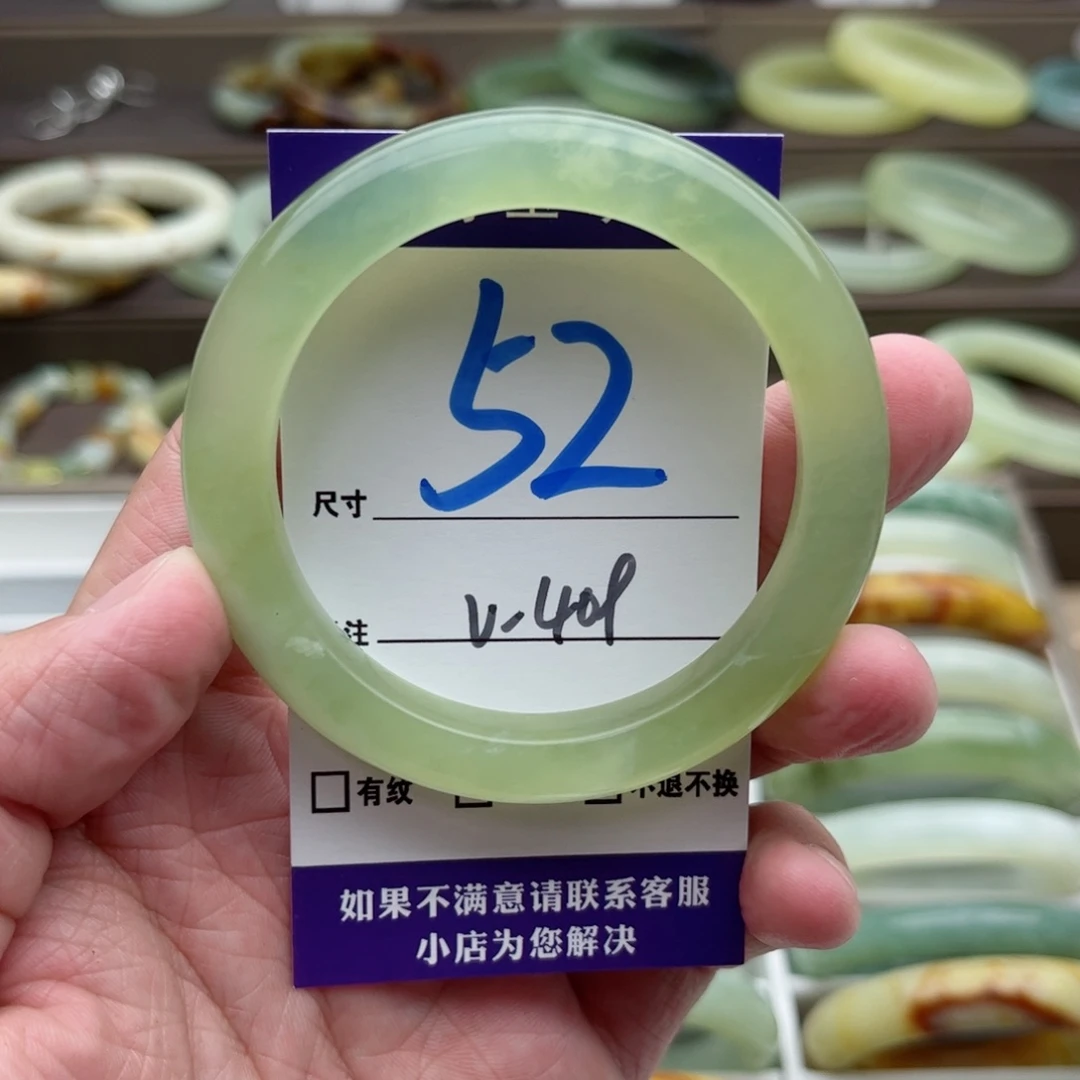 尺寸 52
注 V-401
有纹 不退不换
如果不满意请联系客服
小店为您解决